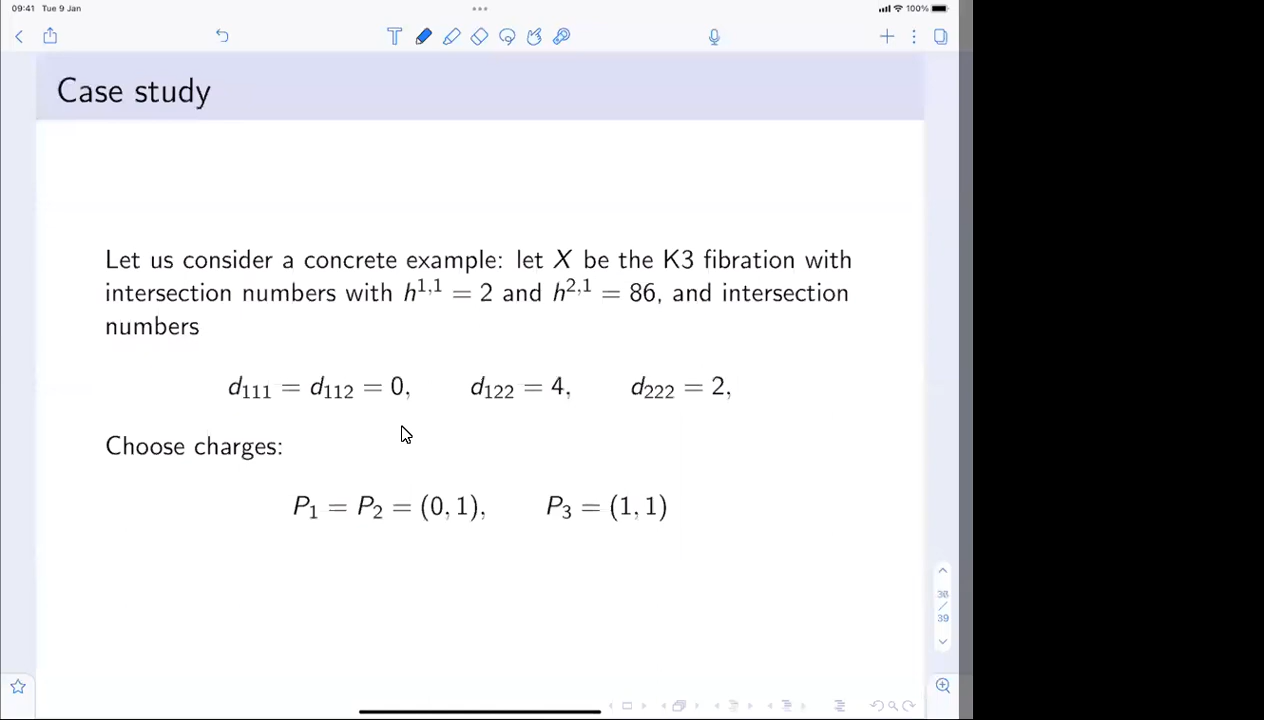 09:41 Tue 9 Jan
100%
T
Case study
Let us consider a concrete example: let X be the K3 fibration with
intersection numbers with h^{1,1} = 2 and h^{2,1} = 86, and intersection
numbers
d_{111} = d_{112} = 0, d_{122} = 4, d_{222} = 2,
Choose charges:
P_1 = P_2 = (0, 1), P_3 = (1, 1)
30
/
39